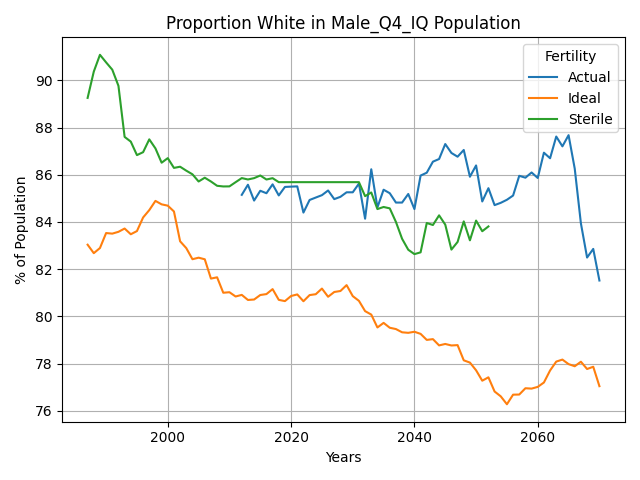 Proportion White in Male_Q4_IQ Population
Fertility
Actual
Ideal
Sterile
% of Population
90
88
86
84
82
80
78
76
2000
2020
2040
2060
Years